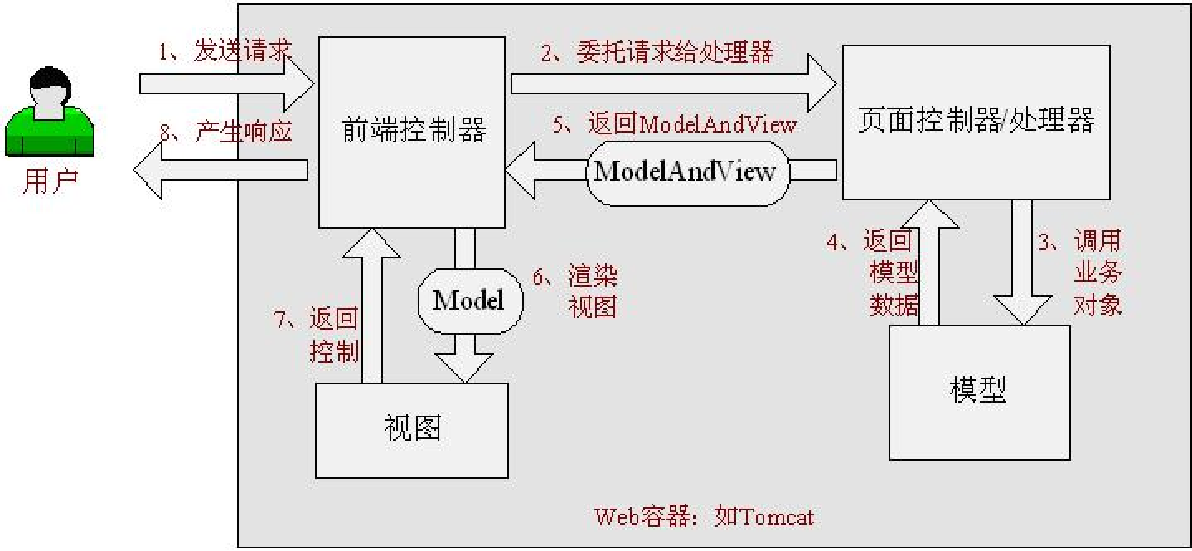 1、发送请求
2、委托请求给处理器
8、产生响应
前端控制器
5、返回ModelAndView
ModelAndView
页面控制器/处理器
用户
4、返回
模型
数据
3、调用
业务
对象
6、渲染
视图
Model
7、返回
控制
视图
模型
Web容器：如Tomcat